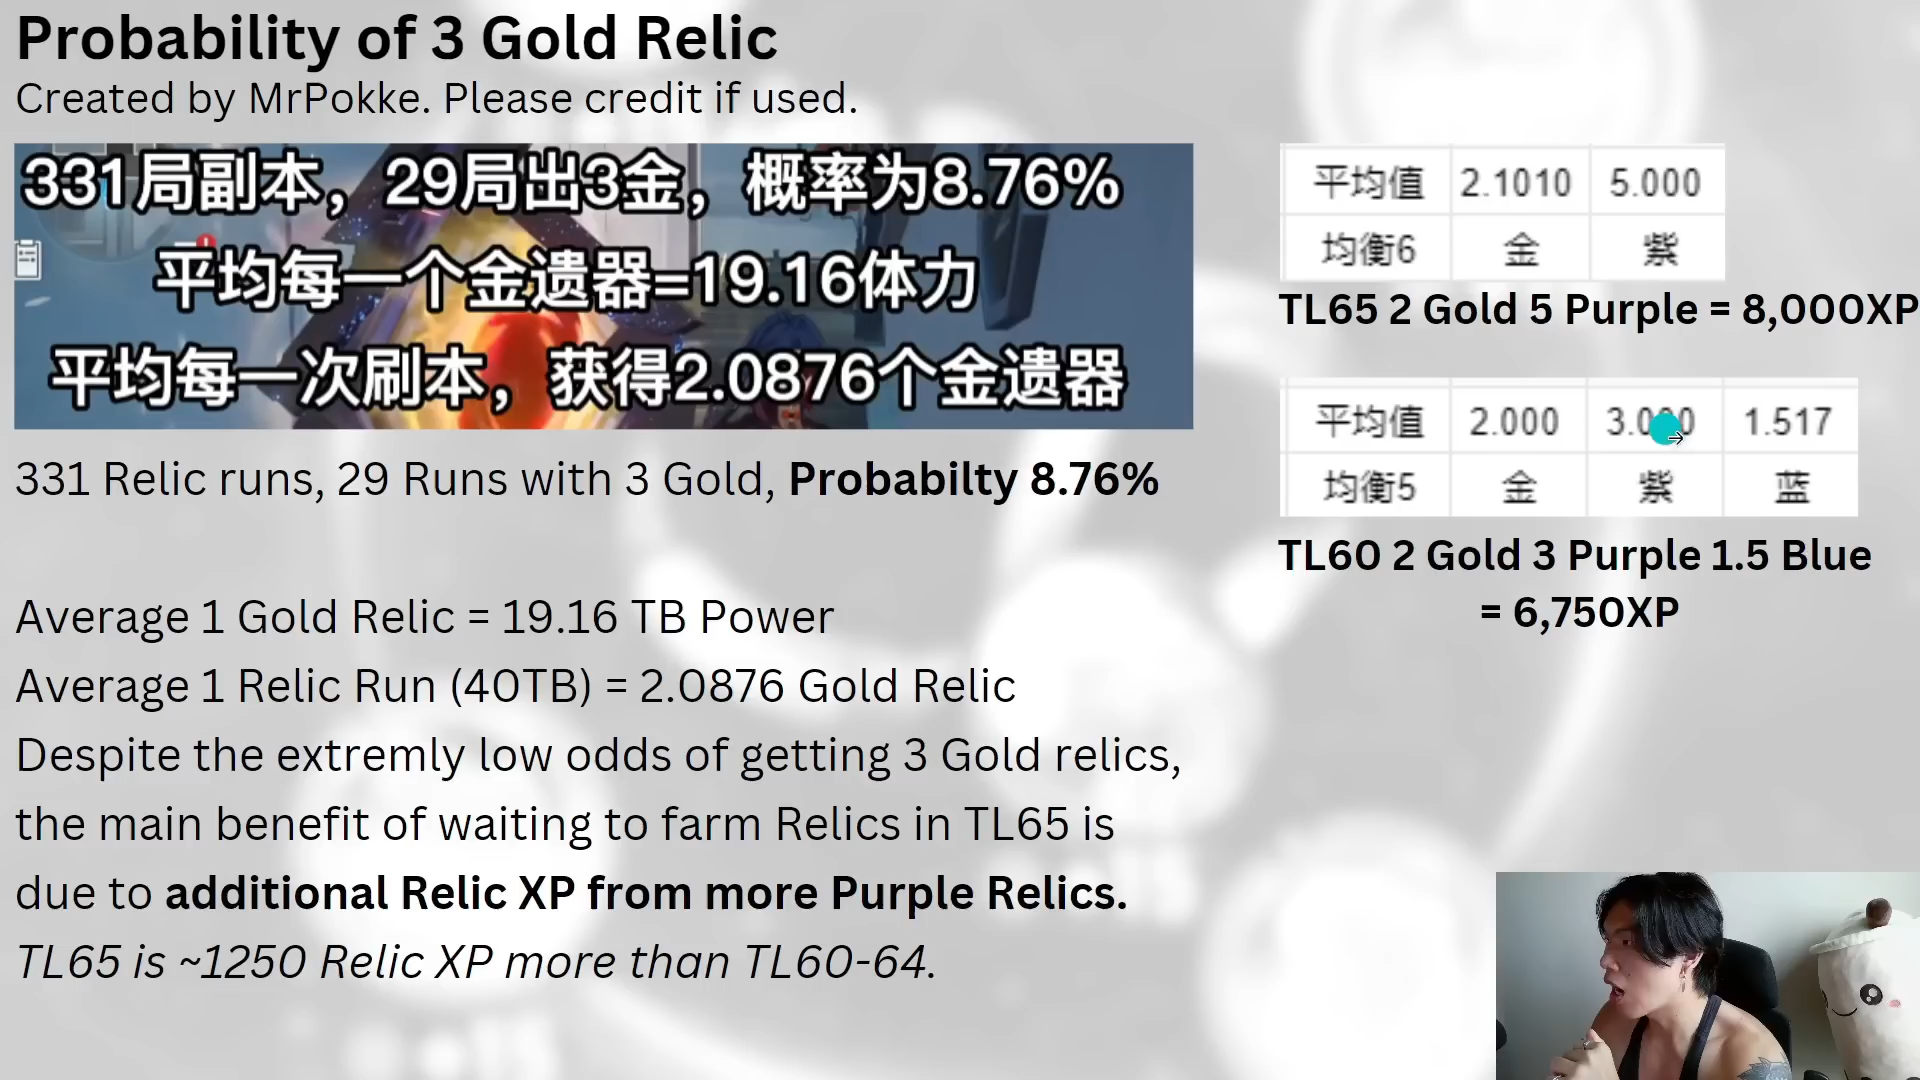 Probability of 3 Gold Relic
Created by MrPokke. Please credit if used.
331局副本，29局出3金，概率为8.76%
平均每一个金遗器=19.16体力
平均每一次刷本，获得2.0876个金遗器
331 Relic runs, 29 Runs with 3 Gold, Probabilty 8.76%
Average 1 Gold Relic = 19.16 TB Power
Average 1 Relic Run (40TB) = 2.0876 Gold Relic
Despite the extremly low odds of getting 3 Gold relics,
the main benefit of waiting to farm Relics in TL65 is
due to additional Relic XP from more Purple Relics.
TL65 is ~1250 Relic XP more than TL60-64.
平均值 2.1010 5.000
均衡6 金 紫
TL65 2 Gold 5 Purple = 8,000XP
平均值 2.000 3.000 1.517
均衡5 金 紫 蓝
TL60 2 Gold 3 Purple 1.5 Blue
= 6,750XP